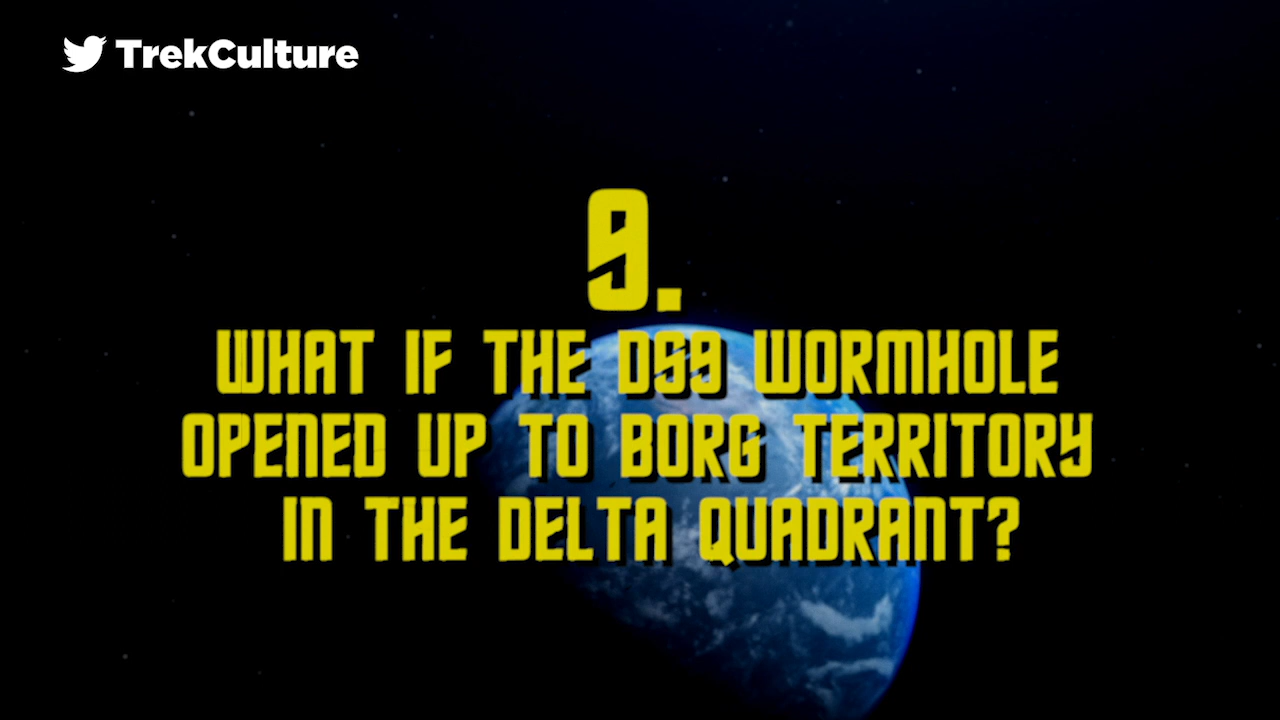 TrekCulture
9.
WHAT IF THE DS9 WORMHOLE
OPENED UP TO BORG TERRITORY
IN THE DELTA QUADRANT?